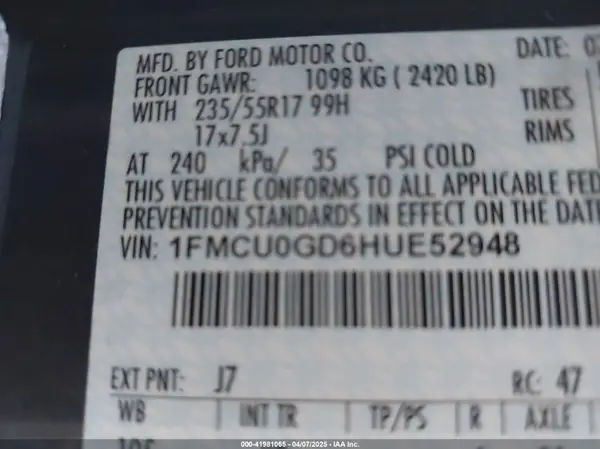 MFD. BY FORD MOTOR CO. DATE: 0
FRONT GAWR: 1098 KG ( 2420 LB)
WITH 235/55R17 99H TIRES
17x7.5J RIMS
AT 240 kPa/ 35 PSI COLD
THIS VEHICLE CONFORMS TO ALL APPLICABLE FED
PREVENTION STANDARDS IN EFFECT ON THE DATE
VIN: 1FMCU0GD6HUE52948
EXT PNT: J7 RC: 47
WB INT TR TP/PS R AXLE
000-41981065 - 04/07/2025 - IAA Inc.